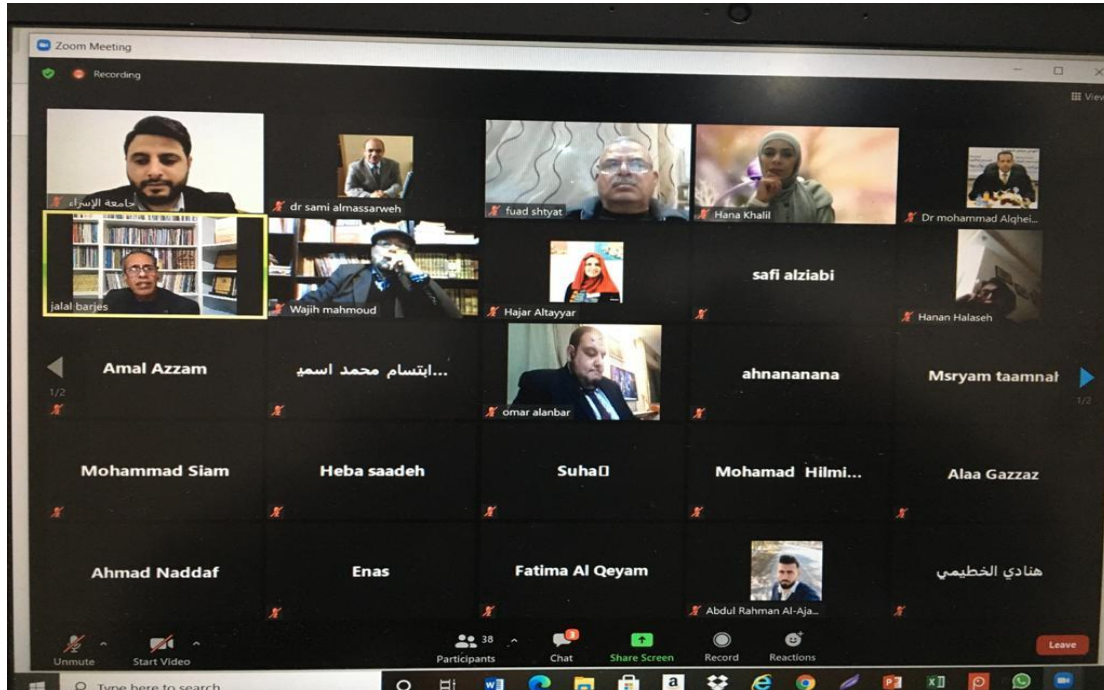 Zoom Meeting
Recording
View
جامعة الإسراء
dr sami almassarweh
fuad shtyat
Hana Khalil
Dr mohammad Alqhei...
jalal barjes
Wajih mahmoud
Hajar Altayyar
safi alziabi
Hanan Halaseh
Amal Azzam
ابتسام محمد اسمي...
omar alanbar
ahnananana
Msryam taamnah
1/2
1/2
Mohammad Siam
Heba saadeh
Suha
Mohamad Hilmi...
Alaa Gazzaz
Ahmad Naddaf
Enas
Fatima Al Qeyam
Abdul Rahman Al-Aja...
هنادي الخطيمي
Unmute
Start Video
38
Participants
3
Chat
Share Screen
Record
Reactions
Leave
Type here to search